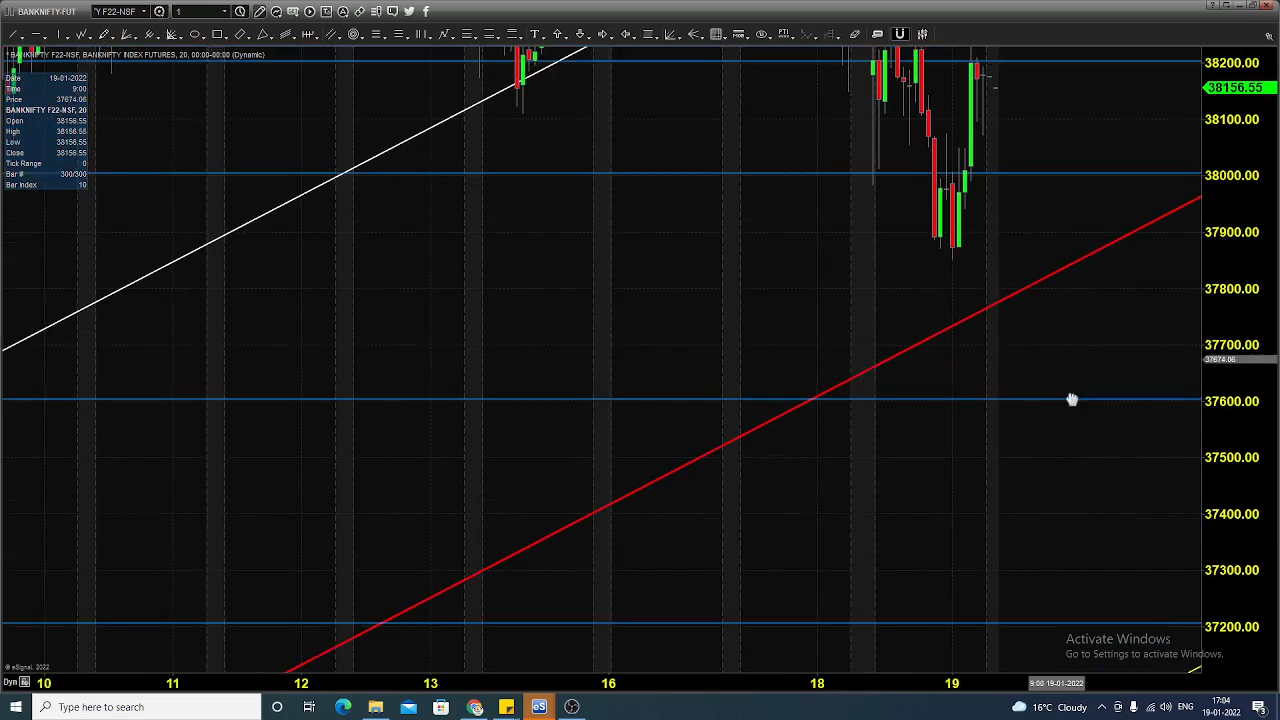 BANKNIFTY-FUT
'Y F22-NSF
1
* BANKNIFTY F22-NSF, BANKNIFTY INDEX FUTURES, 20, 00:00-00:00 (Dynamic)
Date 19-01-2022
Time 9:00
Price 37674.06
BANKNIFTY F22-NSF, 20
Open 38156.55
High 38156.55
Low 38156.55
Close 38156.55
Tick Range 0
Bar # 300/300
Bar Index 10
38200.00
38156.55
38100.00
38000.00
37900.00
37800.00
37700.00
37674.06
37600.00
37500.00
37400.00
37300.00
37200.00
Activate Windows
Go to Settings to activate Windows.
© eSignal, 2022
Dyn 10 11 12 13 16 18 19
9:00 19-01-2022
Type here to search
eS
16°C Cloudy
ENG
17:04
19-01-2022